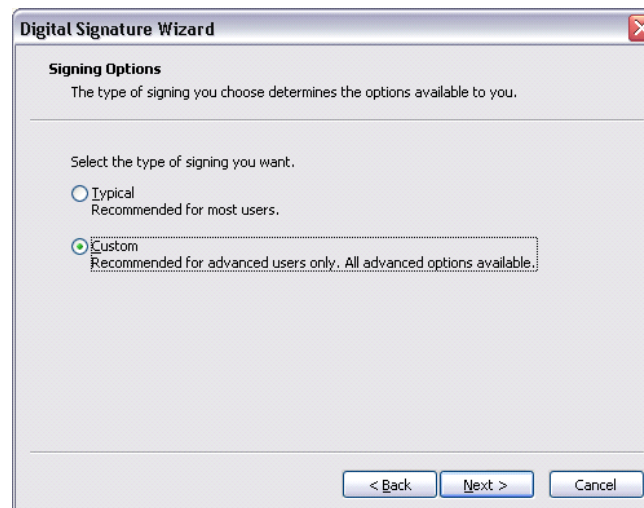 Digital Signature Wizard
Signing Options
The type of signing you choose determines the options available to you.
Select the type of signing you want.
Typical
Recommended for most users.
Custom
Recommended for advanced users only. All advanced options available.
< Back Next > Cancel